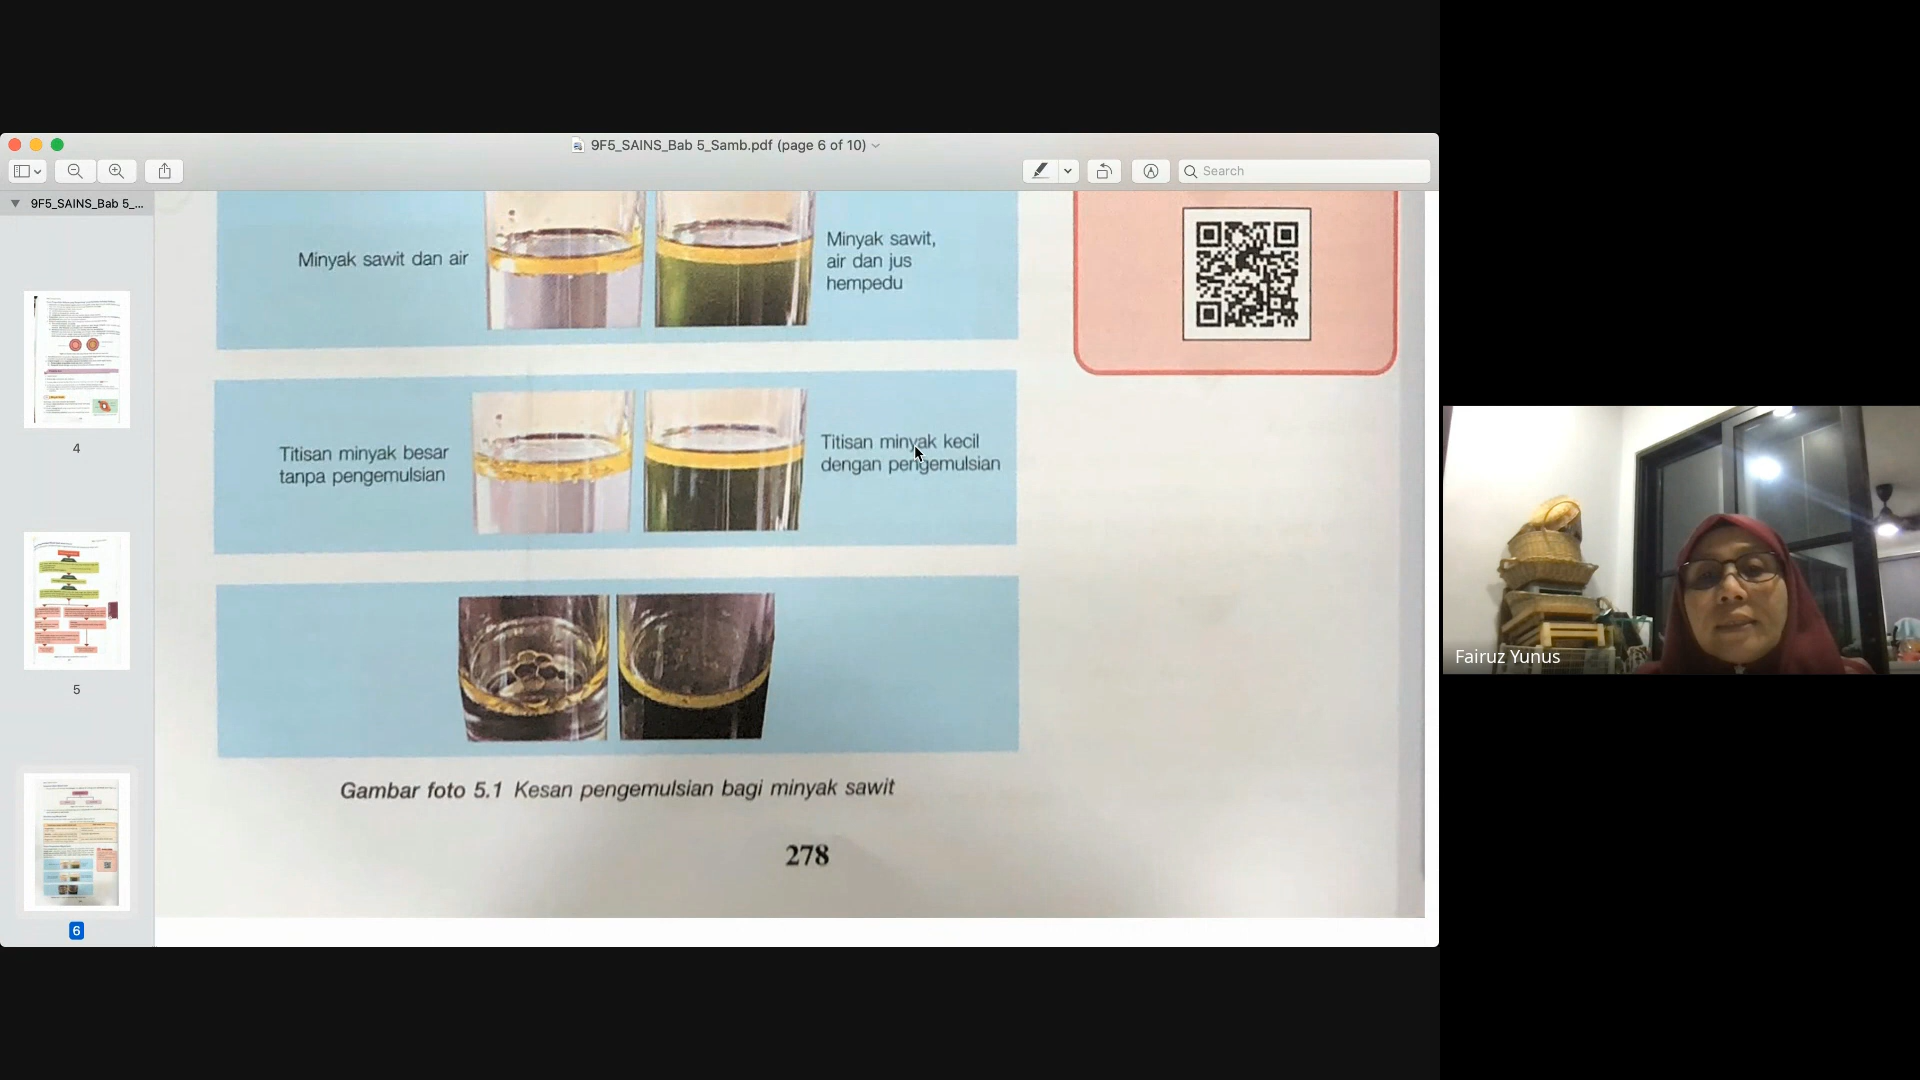 9F5_SAINS_Bab 5_Samb.pdf (page 6 of 10)
Search
9F5_SAINS_Bab 5_...
4
5
6
Minyak sawit dan air
Minyak sawit,
air dan jus
hempedu
Titisan minyak besar
tanpa pengemulsian
Titisan minyak kecil
dengan pengemulsian
Gambar foto 5.1 Kesan pengemulsian bagi minyak sawit
278
Fairuz Yunus